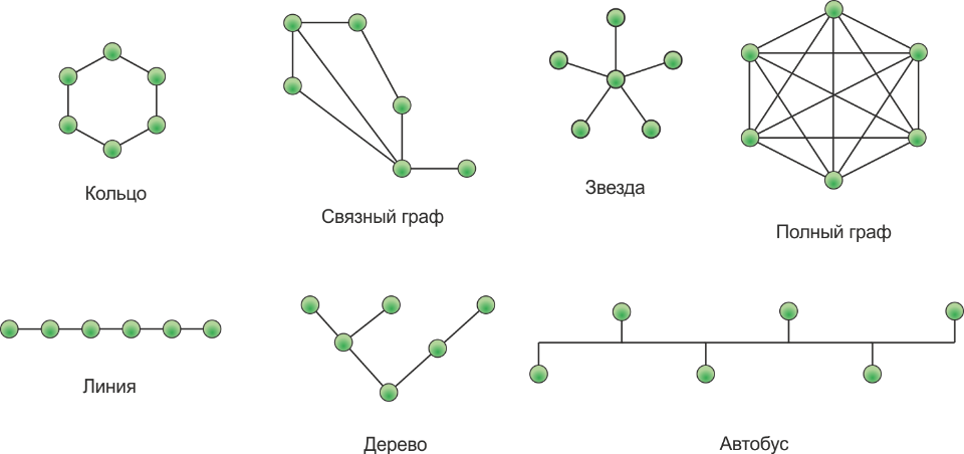 Кольцо
Связный граф
Звезда
Полный граф
Линия
Дерево
Автобус